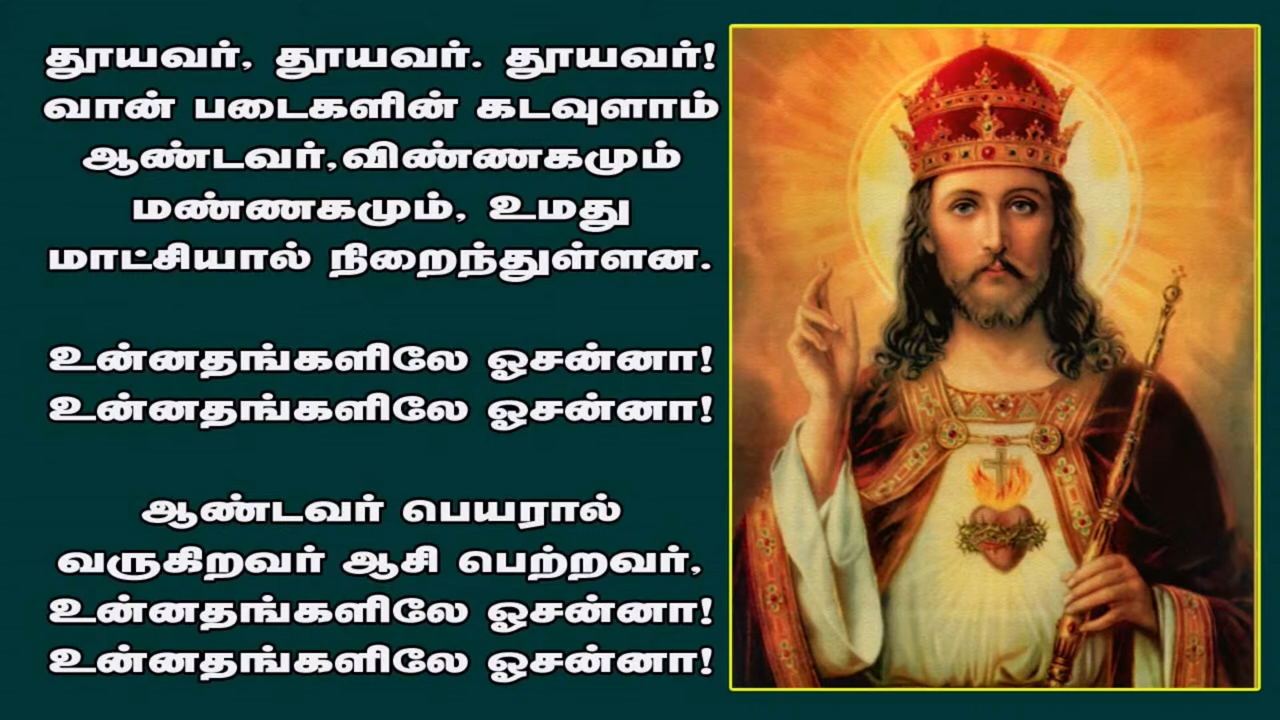 தூயவர், தூயவர். தூயவர்!
வான் படைகளின் கடவுளாம்
ஆண்டவர்,விண்ணகமும்
மண்ணகமும், உமது
மாட்சியால் நிறைந்துள்ளன.
உன்னதங்களிலே ஓசன்னா!
உன்னதங்களிலே ஓசன்னா!
ஆண்டவர் பெயரால்
வருகிறவர் ஆசி பெற்றவர்,
உன்னதங்களிலே ஓசன்னா!
உன்னதங்களிலே ஓசன்னா!